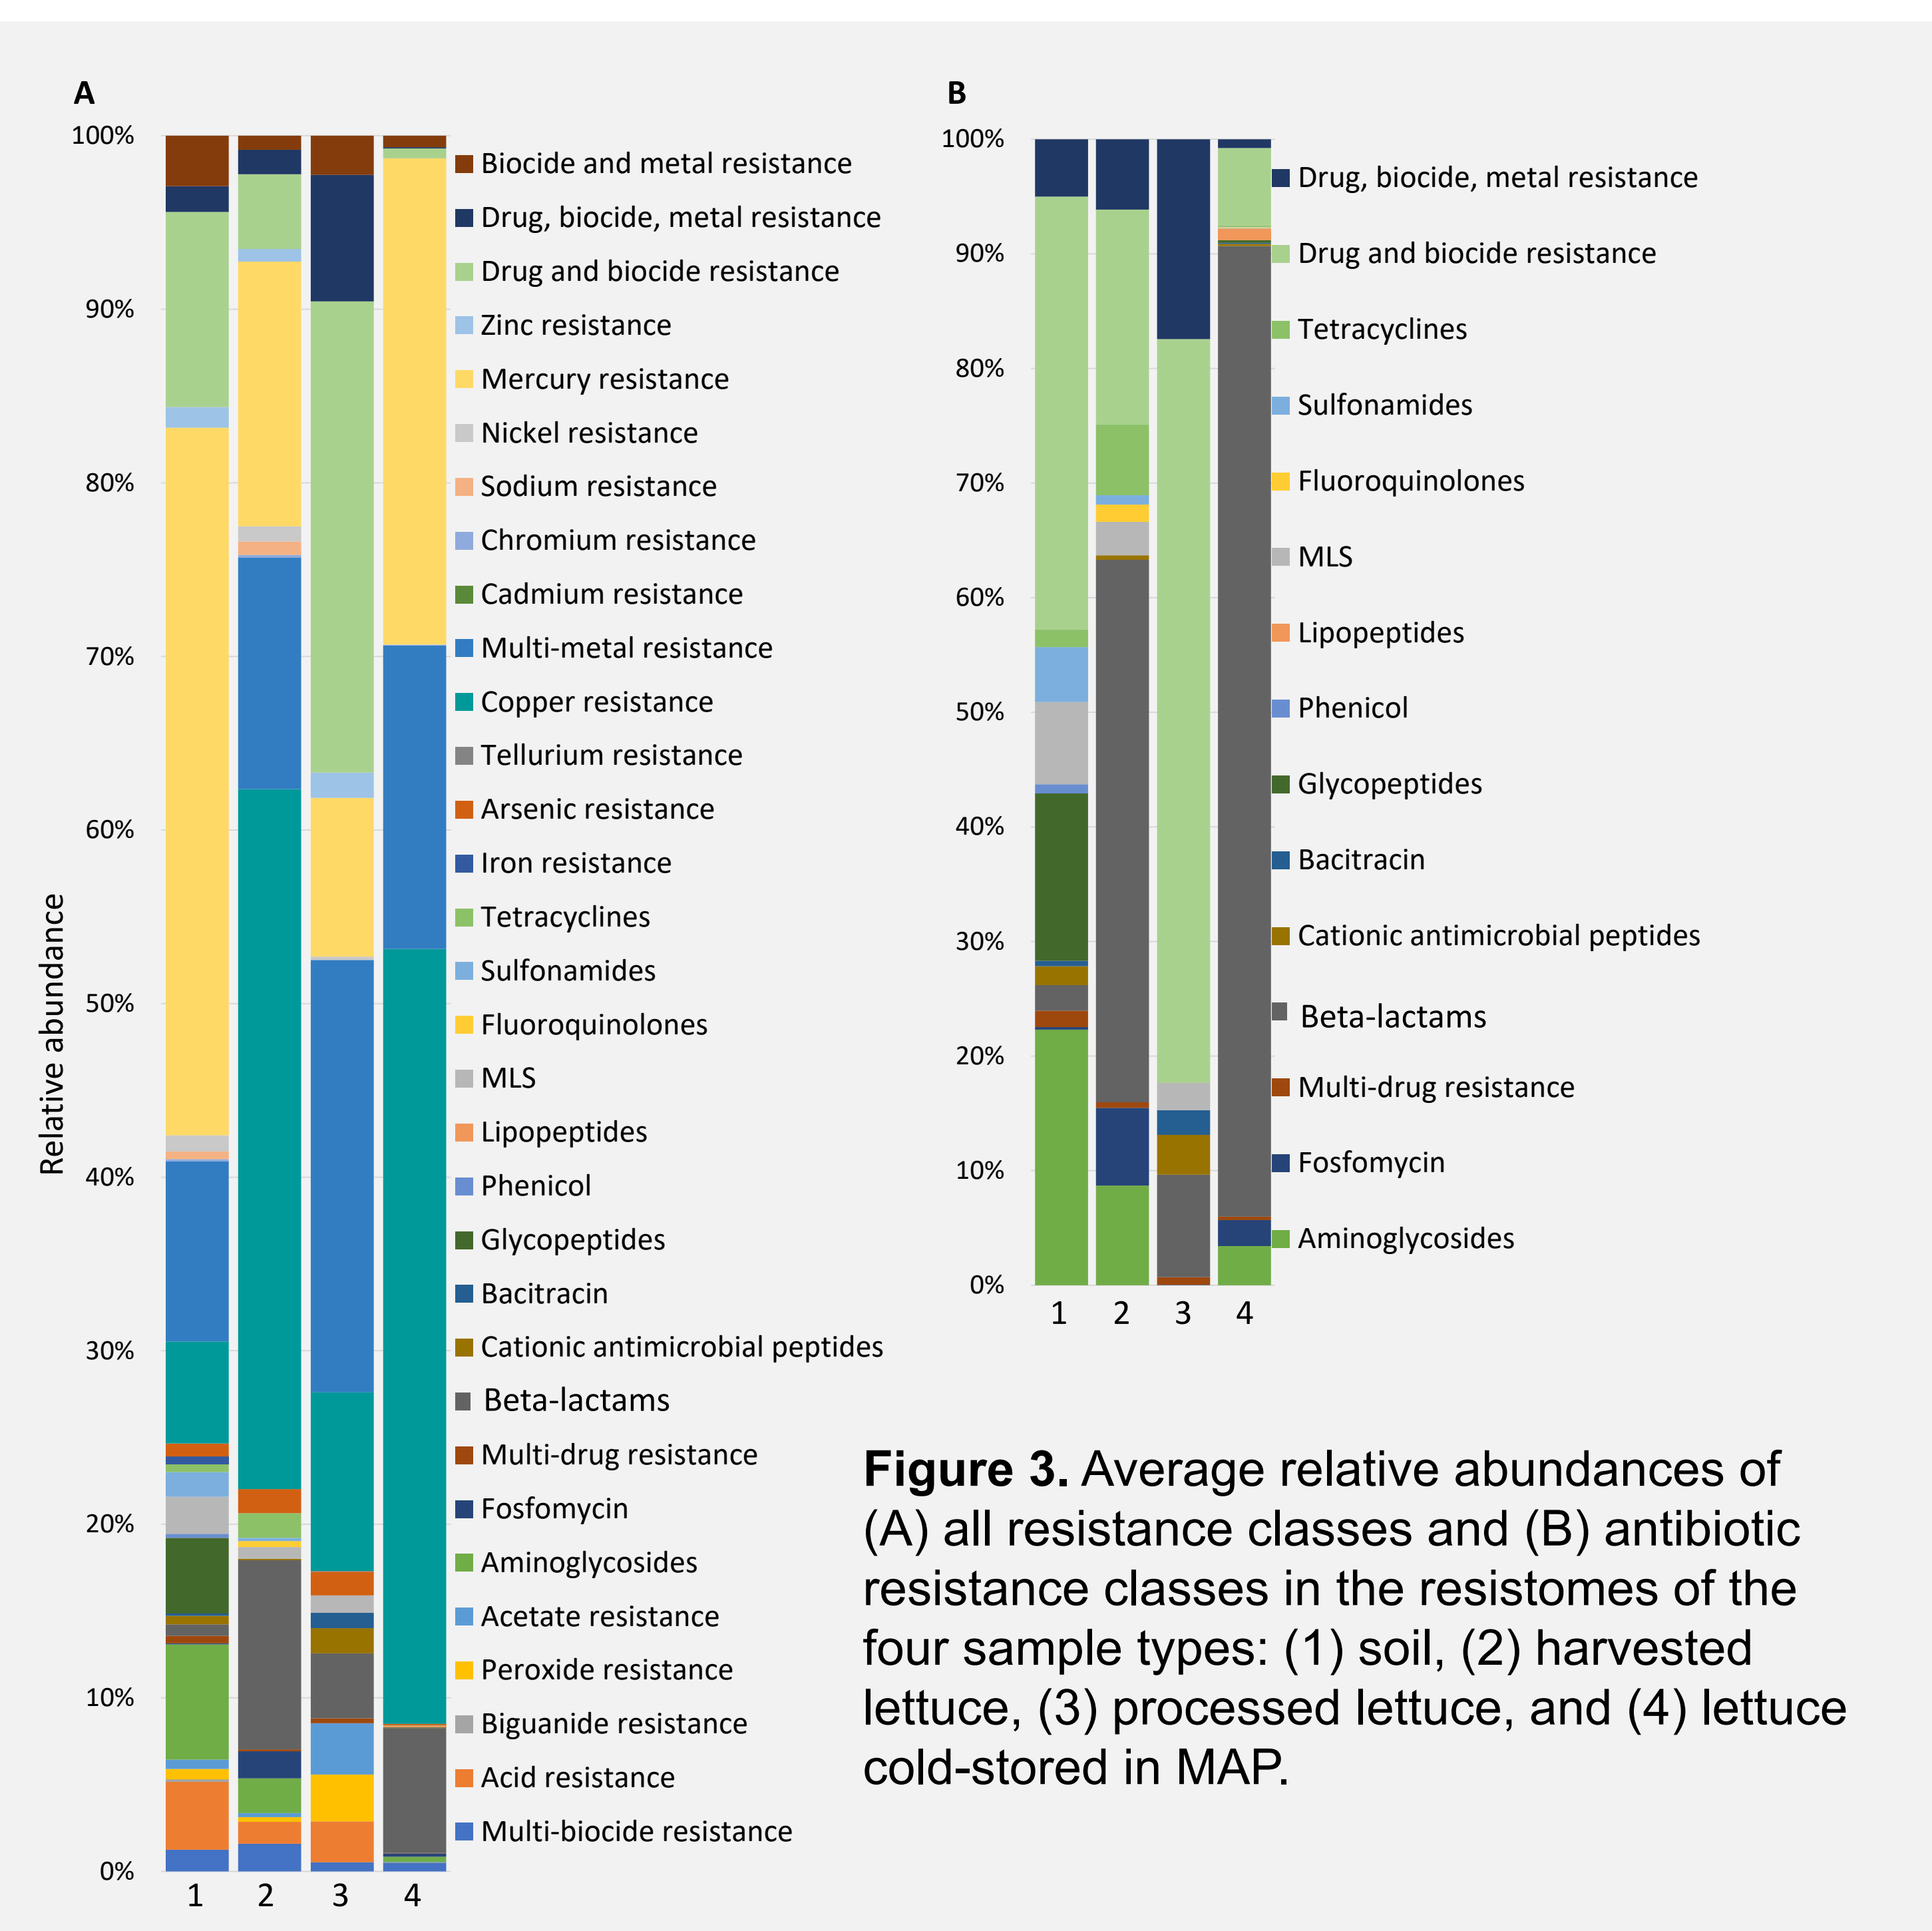 A
100%
90%
80%
70%
60%
50%
40%
30%
20%
10%
0%
Relative abundance
1 2 3 4
Biocide and metal resistance
Drug, biocide, metal resistance
Drug and biocide resistance
Zinc resistance
Mercury resistance
Nickel resistance
Sodium resistance
Chromium resistance
Cadmium resistance
Multi-metal resistance
Copper resistance
Tellurium resistance
Arsenic resistance
Iron resistance
Tetracyclines
Sulfonamides
Fluoroquinolones
MLS
Lipopeptides
Phenicol
Glycopeptides
Bacitracin
Cationic antimicrobial peptides
Beta-lactams
Multi-drug resistance
Fosfomycin
Aminoglycosides
Acetate resistance
Peroxide resistance
Biguanide resistance
Acid resistance
Multi-biocide resistance
B
100%
90%
80%
70%
60%
50%
40%
30%
20%
10%
0%
1 2 3 4
Drug, biocide, metal resistance
Drug and biocide resistance
Tetracyclines
Sulfonamides
Fluoroquinolones
MLS
Lipopeptides
Phenicol
Glycopeptides
Bacitracin
Cationic antimicrobial peptides
Beta-lactams
Multi-drug resistance
Fosfomycin
Aminoglycosides
Figure 3. Average relative abundances of
(A) all resistance classes and (B) antibiotic
resistance classes in the resistomes of the
four sample types: (1) soil, (2) harvested
lettuce, (3) processed lettuce, and (4) lettuce
cold-stored in MAP.